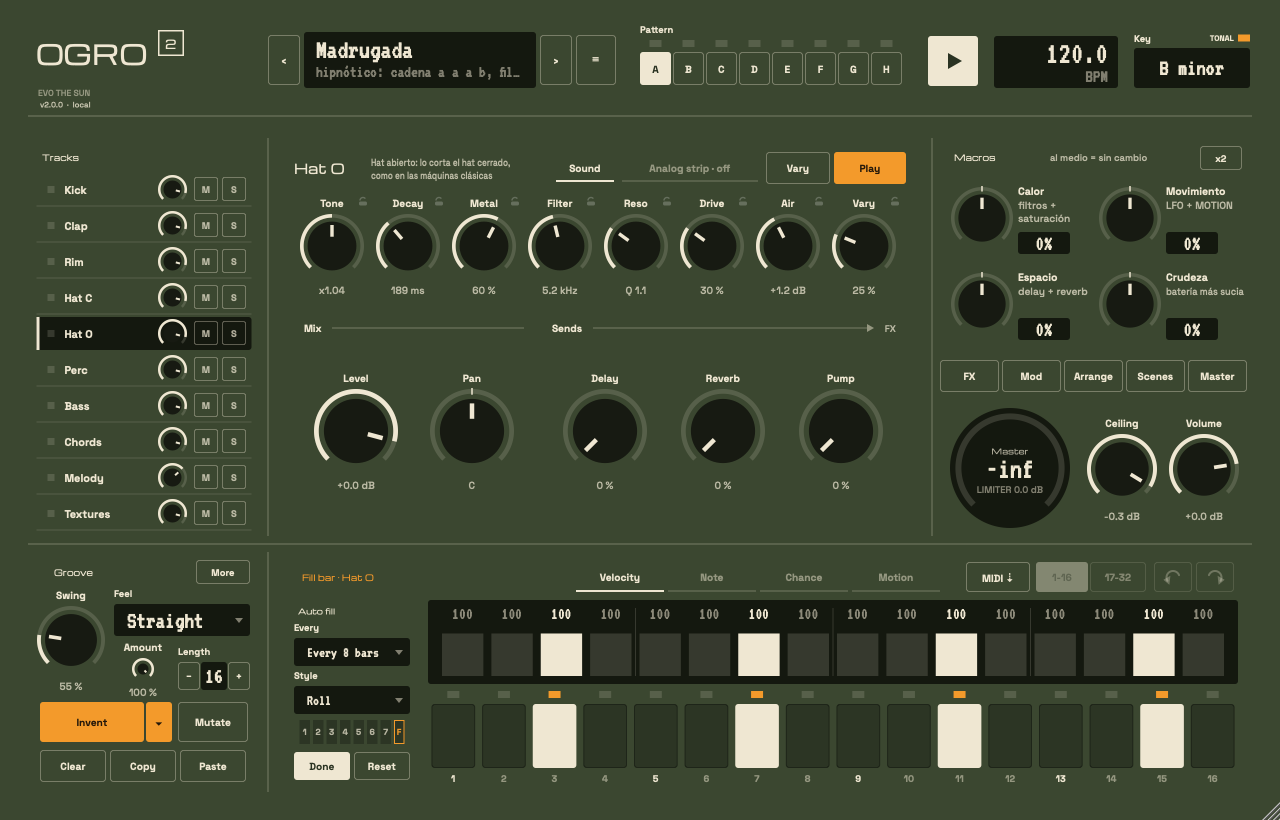 OGRO 2
EVO THE SUN
v2.0.0 · local
<
Madrugada
hipnótico: cadena a a a b, fil…
>
=
Pattern
A B C D E F G H
120.0
BPM
Key
TONAL
B minor
Tracks
Kick M S
Clap M S
Rim M S
Hat C M S
Hat O M S
Perc M S
Bass M S
Chords M S
Melody M S
Textures M S
Hat O
Hat abierto: lo corta el hat cerrado,
como en las máquinas clásicas
Sound
Analog strip · off
Vary
Play
Tone Decay Metal Filter Reso Drive Air Vary
x1.04 189 ms 60 % 5.2 kHz Q 1.1 30 % +1.2 dB 25 %
Mix
Sends
FX
Level Pan Delay Reverb Pump
+0.0 dB C 0 % 0 % 0 %
Macros
al medio = sin cambio
x2
Calor
filtros +
saturación
0%
Movimiento
LFO + MOTION
0%
Espacio
delay + reverb
0%
Crudeza
batería más sucia
0%
FX Mod Arrange Scenes Master
Master
-inf
LIMITER 0.0 dB
Ceiling
-0.3 dB
Volume
+0.0 dB
Groove
More
Swing
55 %
Feel
Straight
Amount
100 %
Length
- 16 +
Invent
Mutate
Clear Copy Paste
Fill bar · Hat O
Velocity Note Chance Motion
MIDI ↓
1-16
17-32
Auto fill
Every
Every 8 bars
Style
Roll
1 2 3 4 5 6 7 F
Done Reset
100 100 100 100 100 100 100 100 100 100 100 100 100 100 100 100
1 2 3 4 5 6 7 8 9 10 11 12 13 14 15 16